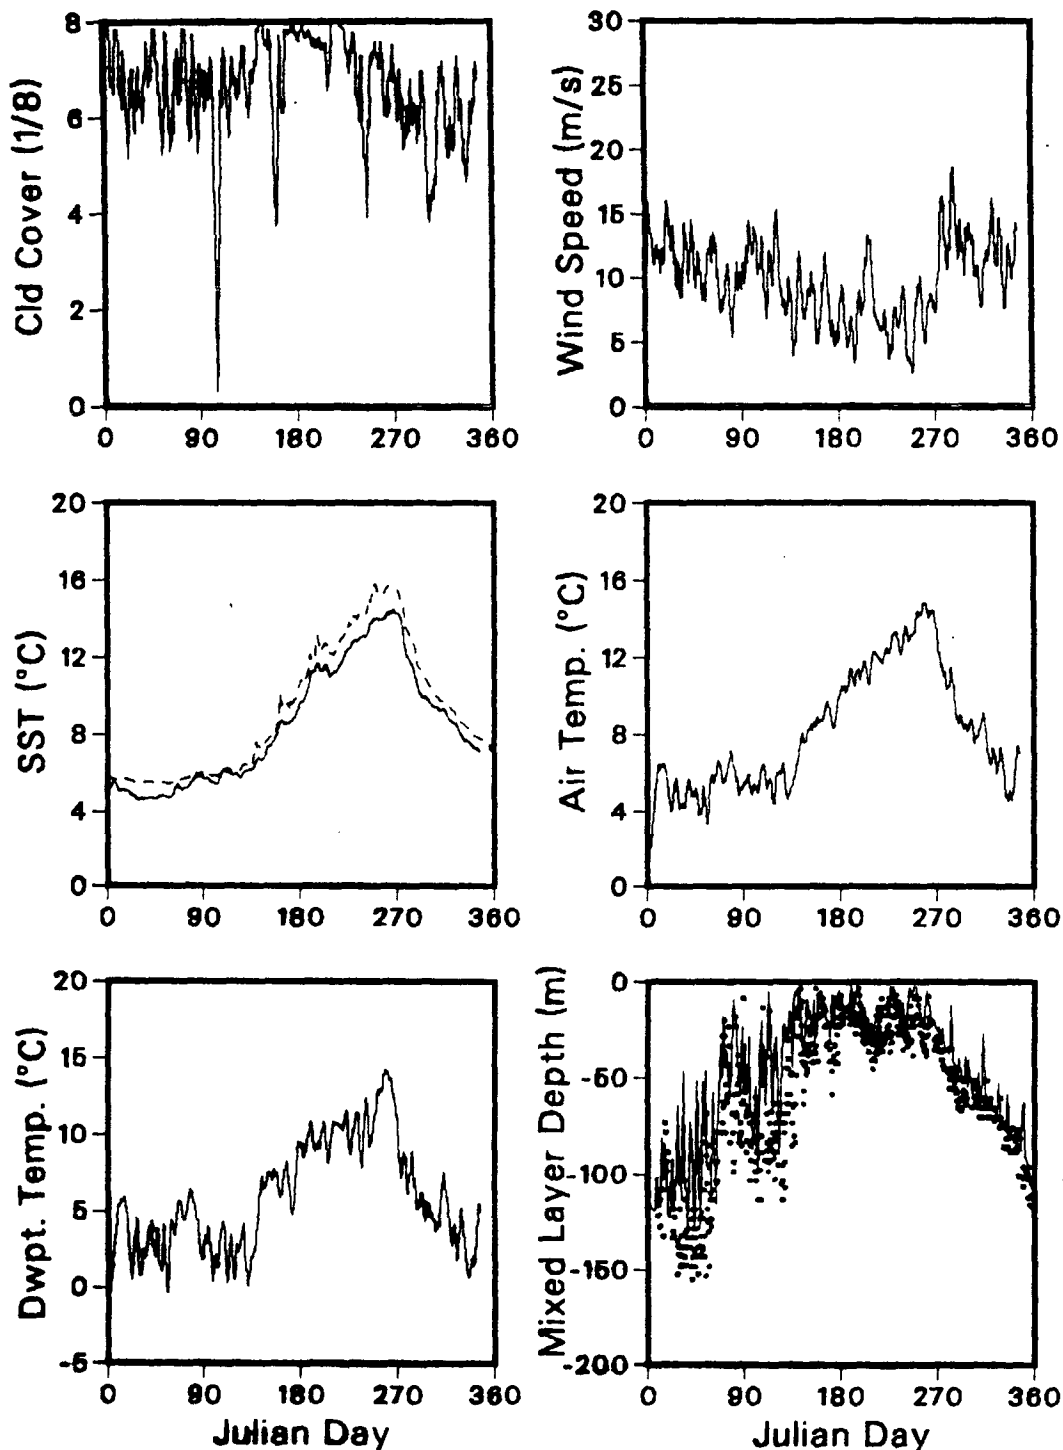 8
6
4
2
0
Cld Cover (1/8)
0 90 180 270 360
30
25
20
15
10
5
0
Wind Speed (m/s)
0 90 180 270 360
20
16
12
8
4
0
SST (°C)
0 90 180 270 360
20
16
12
8
4
0
Air Temp. (°C)
0 90 180 270 360
20
15
10
5
0
-5
Dwpt. Temp. (°C)
0 90 180 270 360
Julian Day
0
-50
-100
-150
-200
Mixed Layer Depth (m)
0 90 180 270 360
Julian Day